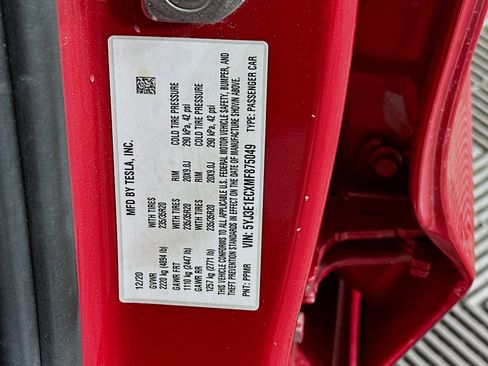 MFD BY TESLA, INC.
12/20
GVWR WITH TIRES RIM COLD TIRE PRESSURE
2220 kg (4894 lb) 235/35R20 20X9.0J 290 kPa, 42 psi
GAWR FRT WITH TIRES RIM COLD TIRE PRESSURE
1110 kg (2447 lb) 235/35R20 20X9.0J 290 kPa, 42 psi
GAWR RR
1257 kg (2771 lb)
THIS VEHICLE CONFORMS TO ALL APPLICABLE U.S. FEDERAL MOTOR VEHICLE SAFETY, BUMPER, AND
THEFT PREVENTION STANDARDS IN EFFECT ON THE DATE OF MANUFACTURE SHOWN ABOVE.
VIN: 5YJ3E1ECXMF875049
PNT: PPMR TYPE: PASSENGER CAR